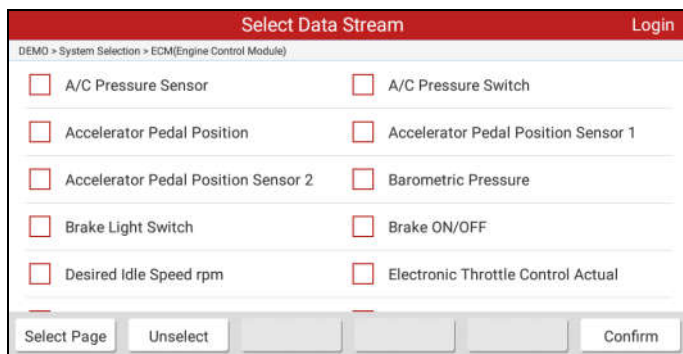 Select Data Stream Login
DEMO > System Selection > ECM(Engine Control Module)
A/C Pressure Sensor A/C Pressure Switch
Accelerator Pedal Position Accelerator Pedal Position Sensor 1
Accelerator Pedal Position Sensor 2 Barometric Pressure
Brake Light Switch Brake ON/OFF
Desired Idle Speed rpm Electronic Throttle Control Actual
Select Page Unselect Confirm